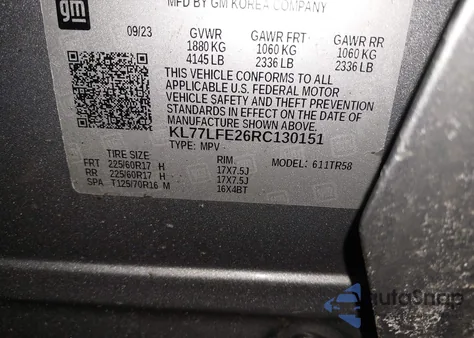 gm
MFD BY GM KOREA COMPANY
09/23 GVWR GAWR FRT GAWR RR
1880 KG 1060 KG 1060 KG
4145 LB 2336 LB 2336 LB
THIS VEHICLE CONFORMS TO ALL
APPLICABLE U.S. FEDERAL MOTOR
VEHICLE SAFETY AND THEFT PREVENTION
STANDARDS IN EFFECT ON THE DATE OF
MANUFACTURE SHOWN ABOVE.
KL77LFE26RC130151
TYPE: MPV MODEL: 611TR58
TIRE SIZE: RIM
FRT 225/60R17 H 17X7.5J
RR 225/60R17 H 17X7.5J
SPA T125/70R16 M 16X4BT
AutoSnap